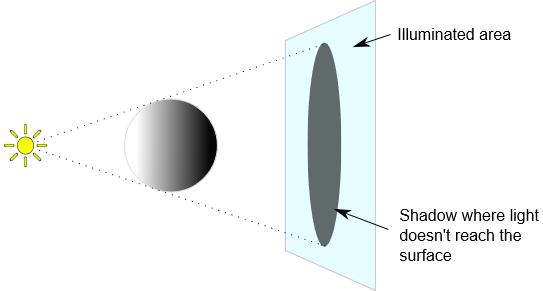 Illuminated area
Shadow where light
doesn't reach the
surface